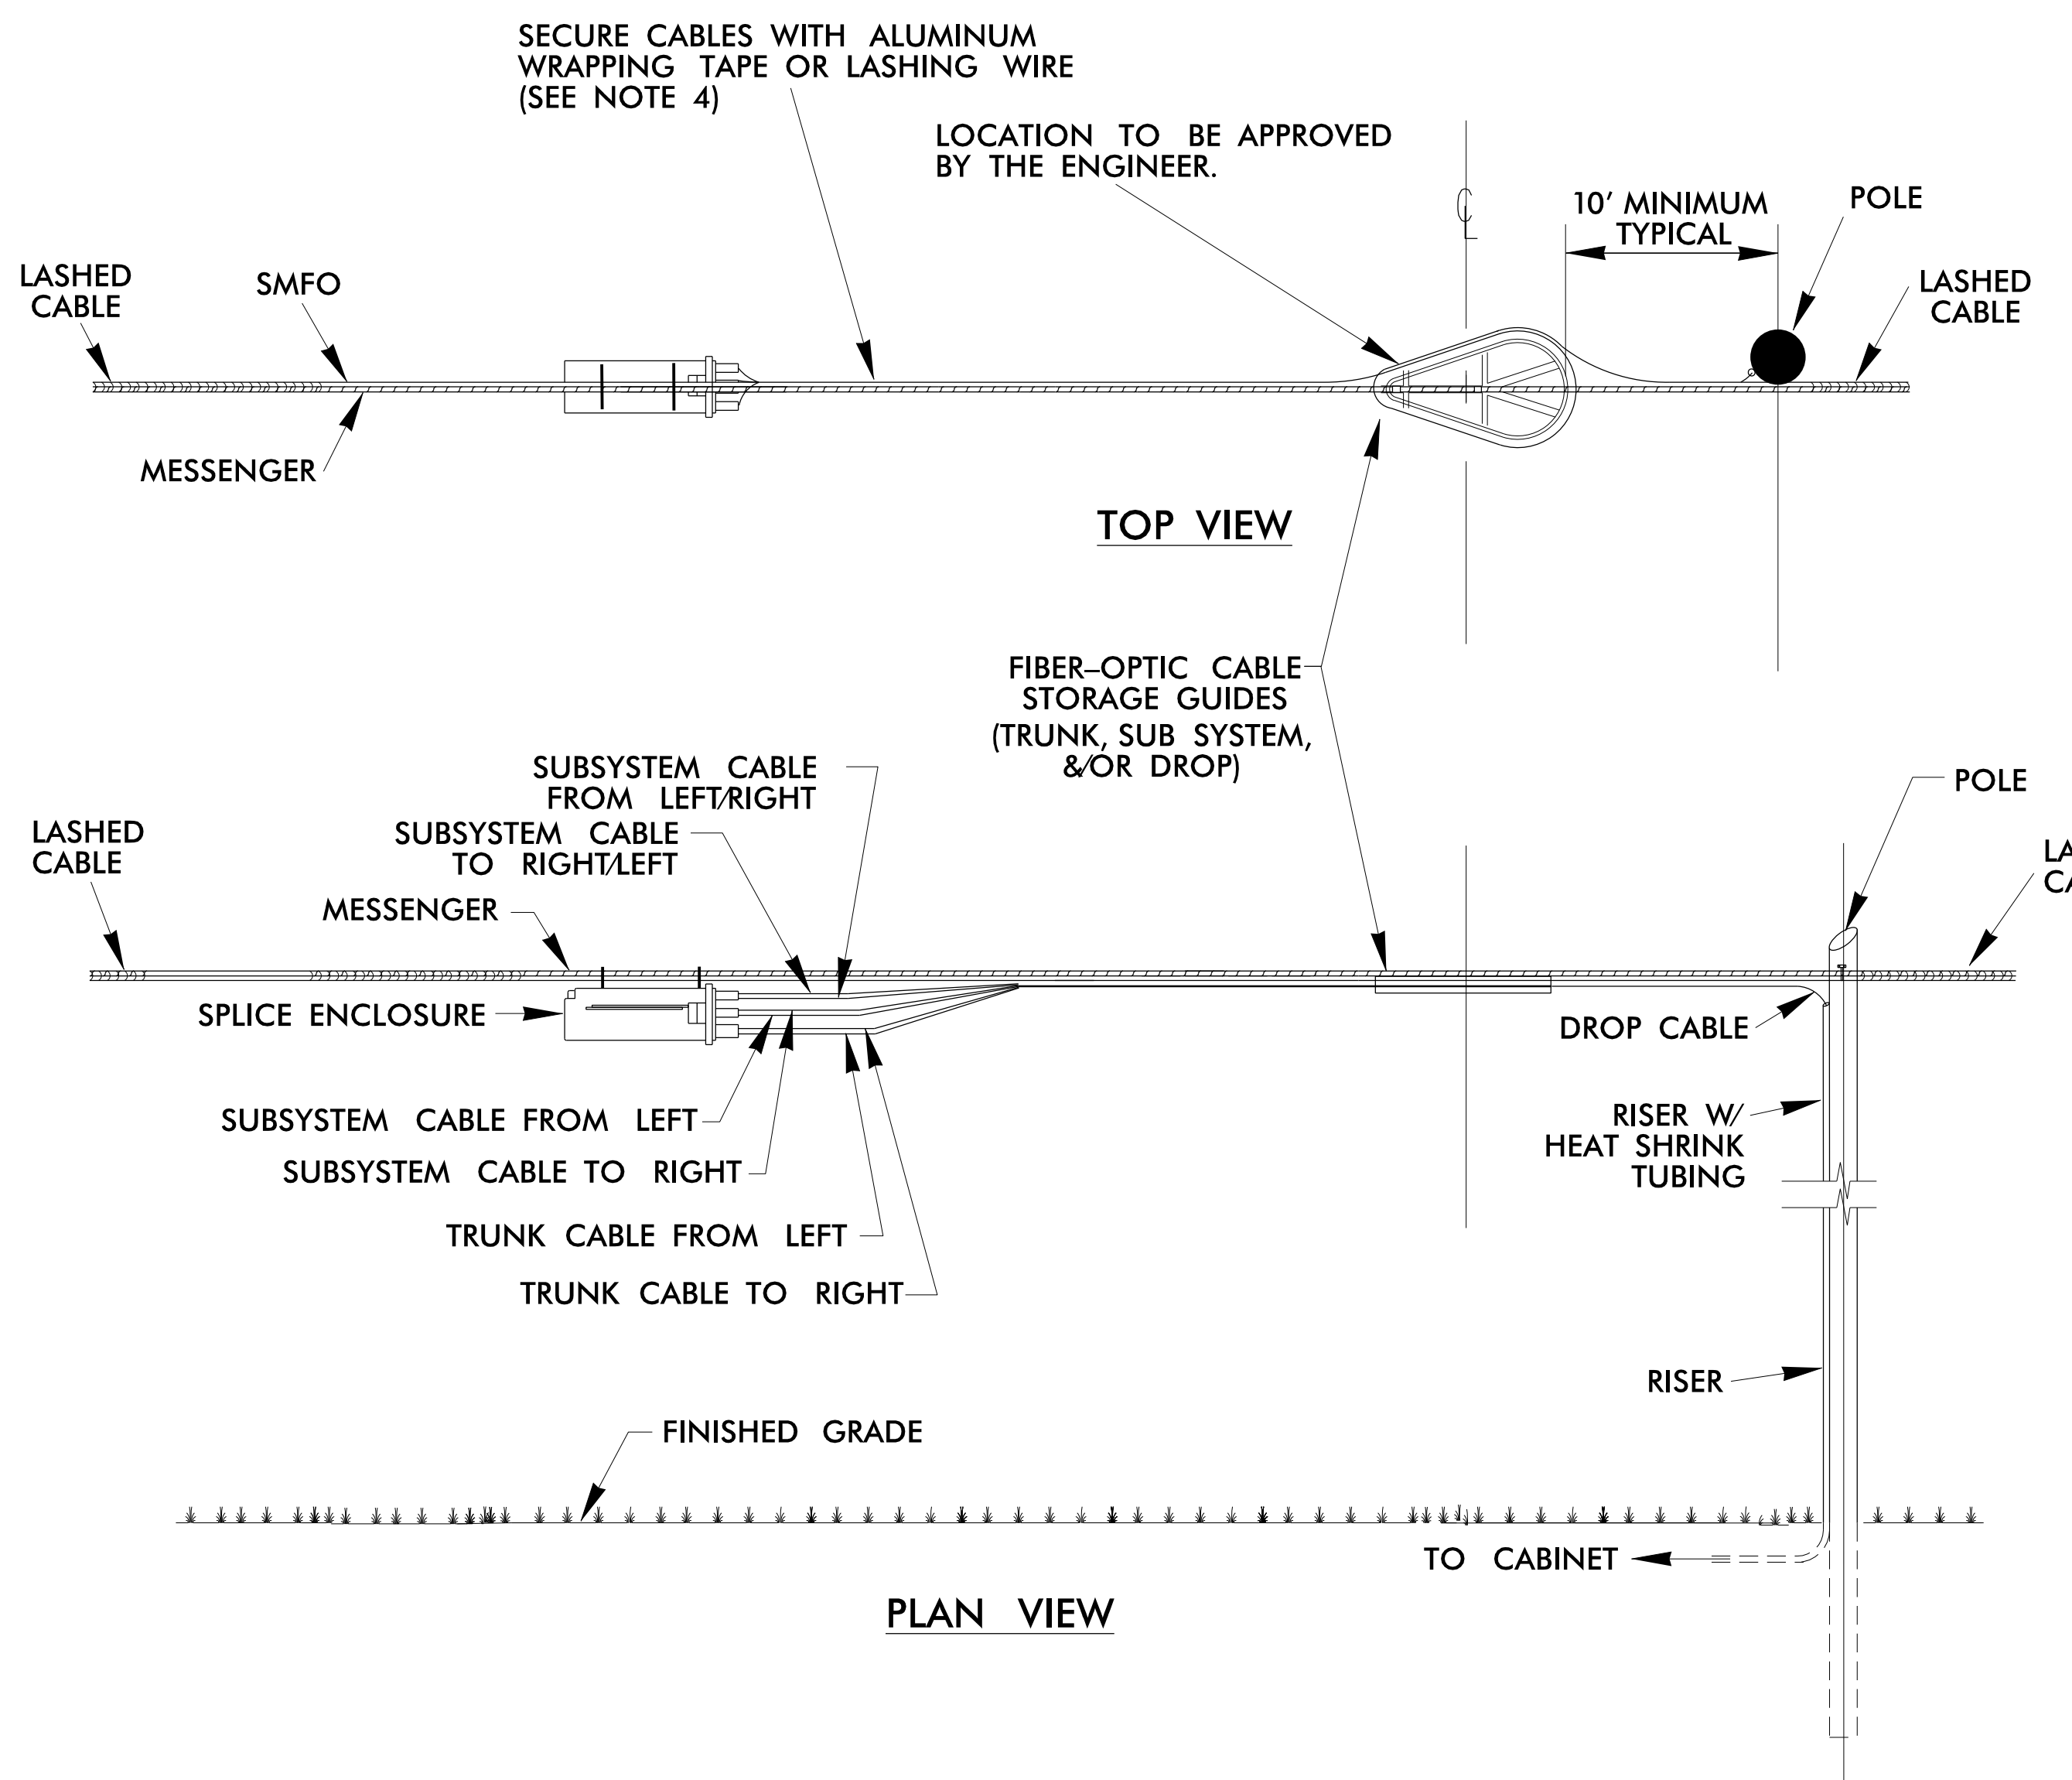 SECURE CABLES WITH ALUMINUM
WRAPPING TAPE OR LASHING WIRE
(SEE NOTE 4)
LOCATION TO BE APPROVED
BY THE ENGINEER.
CL
10' MINIMUM
TYPICAL
POLE
LASHED
CABLE
SMFO
LASHED
CABLE
MESSENGER
TOP VIEW
FIBER-OPTIC CABLE
STORAGE GUIDES
(TRUNK, SUB SYSTEM,
&/OR DROP)
SUBSYSTEM CABLE
FROM LEFT/RIGHT
SUBSYSTEM CABLE
TO RIGHT/LEFT
POLE
LASHED
CABLE
LA
CA
MESSENGER
SPLICE ENCLOSURE
DROP CABLE
SUBSYSTEM CABLE FROM LEFT
SUBSYSTEM CABLE TO RIGHT
RISER W/
HEAT SHRINK
TUBING
TRUNK CABLE FROM LEFT
TRUNK CABLE TO RIGHT
RISER
FINISHED GRADE
TO CABINET
PLAN VIEW